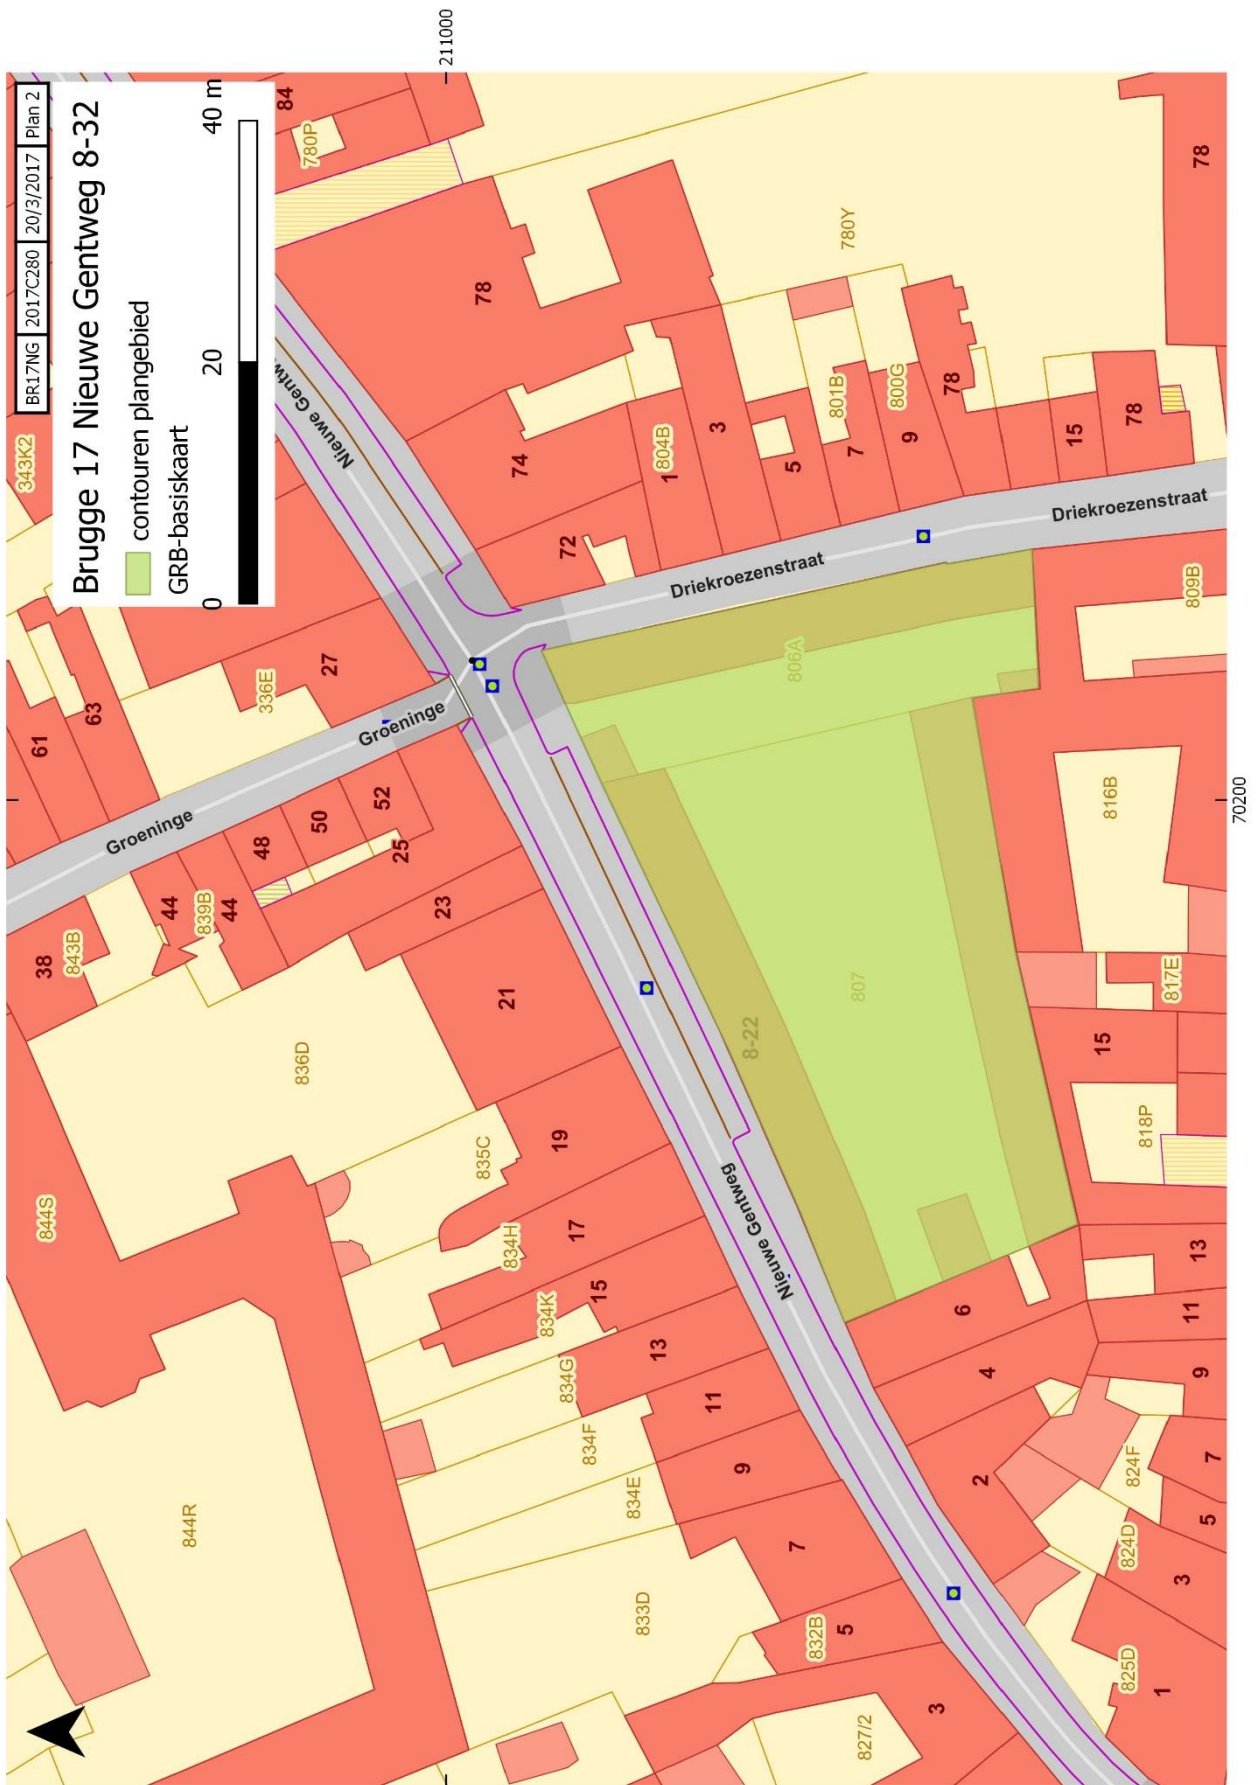 BR17NG 2017C280 20/3/2017 Plan 2
Brugge 17 Nieuwe Gentweg 8-32
contouren plangebied
GRB-basiskaart
0 20 40 m
211000
70200
343K2
780P
84
78
Nieuwe Gentw
74
72
1
804B
3
5
801B
7
800G
9
780Y
78
15
78
78
Driekroezenstraat
Driekroezenstraat
61
63
336E
27
Groeninge
Groeninge
38
843B
44
839B
44
48
50
52
25
23
21
836D
844S
835C
19
834H
17
834K
15
834G
13
834F
11
834E
9
844R
833D
7
832B
5
827/2
3
Nieuwe Gentweg
8-22
806A
807
809B
816B
817E
15
818P
13
11
9
7
5
3
1
6
4
2
824F
824D
825D